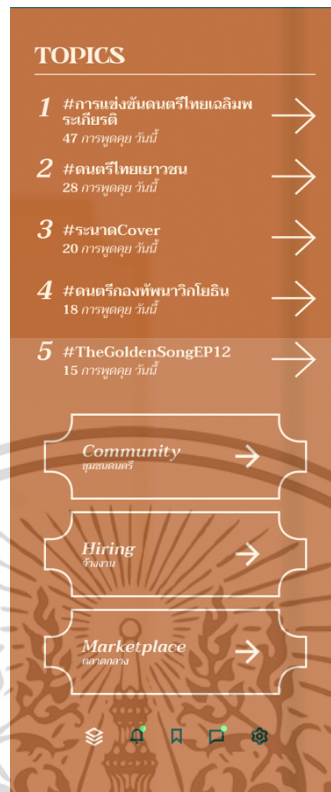 TOPICS
1 #การแข่งขันดนตรีไทยเฉลิมพ
ระเกียรติ
47 การพูดคุย วันนี้
2 #ดนตรีไทยเยาวชน
28 การพูดคุย วันนี้
3 #ระนาดCover
20 การพูดคุย วันนี้
4 #ดนตรีกองทัพนาวิกโยธิน
18 การพูดคุย วันนี้
5 #TheGoldenSongEP12
15 การพูดคุย วันนี้
Community
ชุมชนดนตรี
Hiring
จ้างงาน
Marketplace
ตลาดกลาง